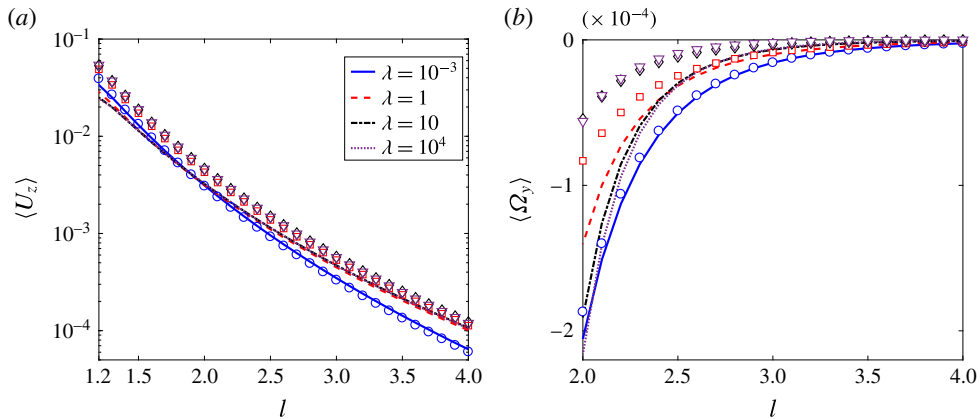 (a)
10⁻¹
10⁻²
10⁻³
10⁻⁴
⟨U_z⟩
λ = 10⁻³
λ = 1
λ = 10
λ = 10⁴
1.2 1.5 2.0 2.5 3.0 3.5 4.0
l
(b)
(× 10⁻⁴)
0
−1
−2
⟨Ω_y⟩
2.0 2.5 3.0 3.5 4.0
l